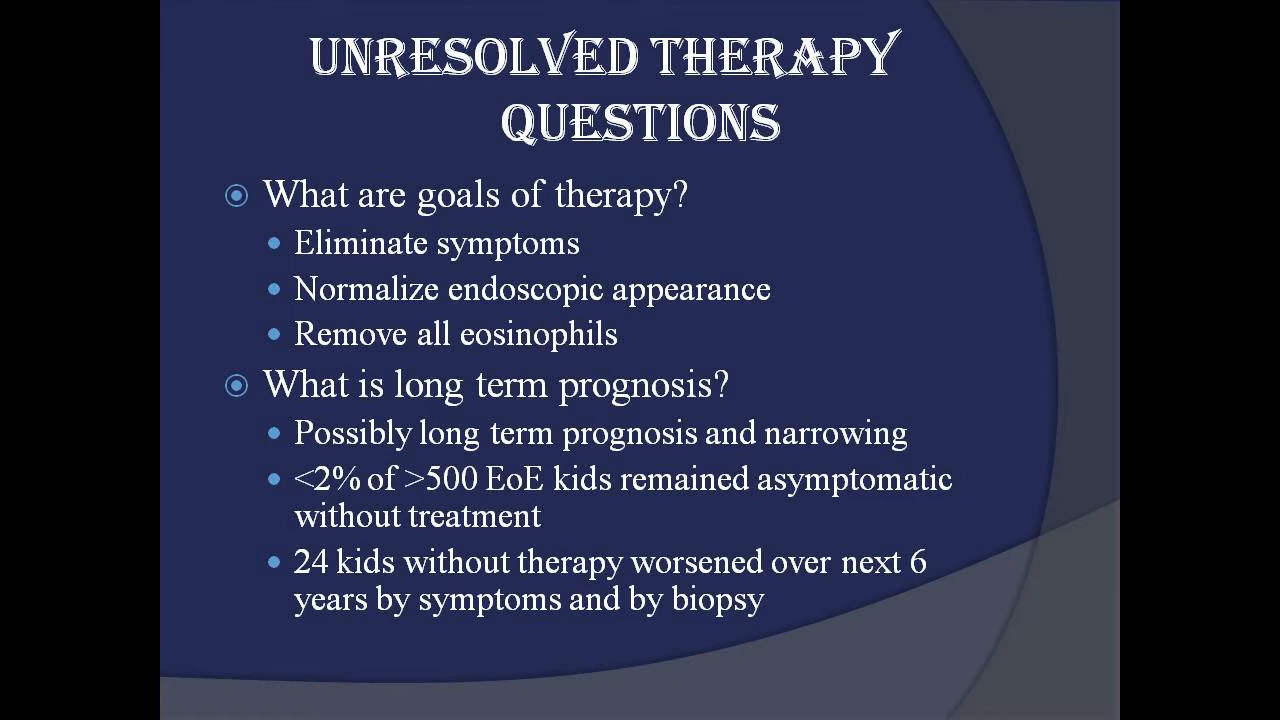 UNRESOLVED THERAPY
QUESTIONS
What are goals of therapy?
Eliminate symptoms
Normalize endoscopic appearance
Remove all eosinophils
What is long term prognosis?
Possibly long term prognosis and narrowing
<2% of >500 EoE kids remained asymptomatic
without treatment
24 kids without therapy worsened over next 6
years by symptoms and by biopsy